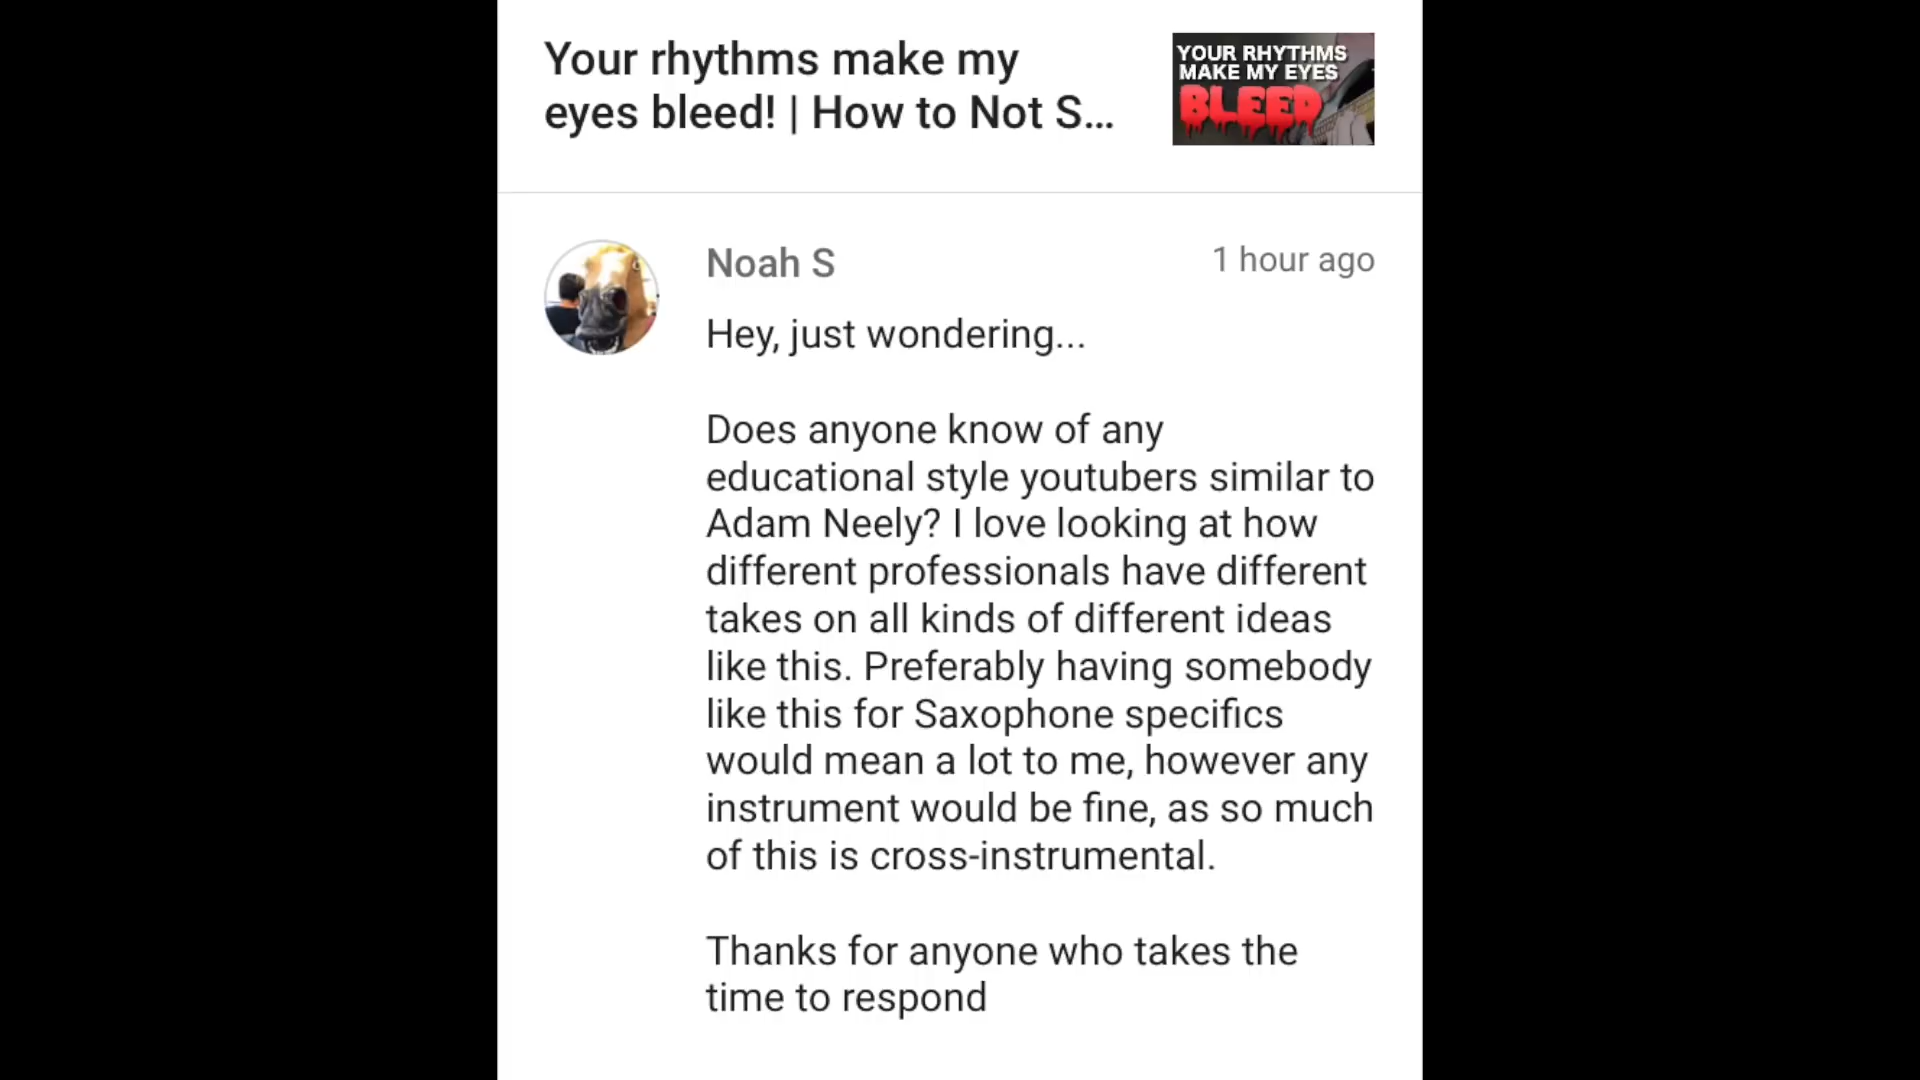 Your rhythms make my
eyes bleed! | How to Not S...
YOUR RHYTHMS
MAKE MY EYES
BLEED
Noah S
1 hour ago
Hey, just wondering...
Does anyone know of any
educational style youtubers similar to
Adam Neely? I love looking at how
different professionals have different
takes on all kinds of different ideas
like this. Preferably having somebody
like this for Saxophone specifics
would mean a lot to me, however any
instrument would be fine, as so much
of this is cross-instrumental.
Thanks for anyone who takes the
time to respond